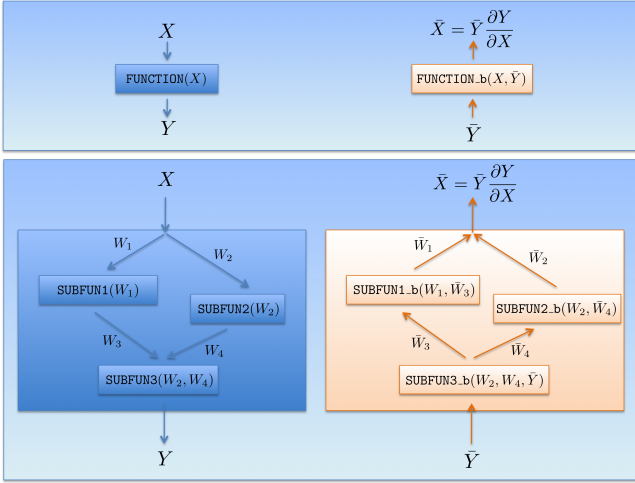 X
X̄ = Ȳ ∂Y/∂X
FUNCTION(X)
FUNCTION_b(X, Ȳ)
Y
Ȳ
X
X̄ = Ȳ ∂Y/∂X
W₁
W₂
W̄₁
W̄₂
SUBFUN1(W₁)
SUBFUN2(W₂)
SUBFUN1_b(W₁, W̄₃)
SUBFUN2_b(W₂, W̄₄)
W₃
W₄
W̄₃
W̄₄
SUBFUN3(W₂, W₄)
SUBFUN3_b(W₂, W₄, Ȳ)
Y
Ȳ